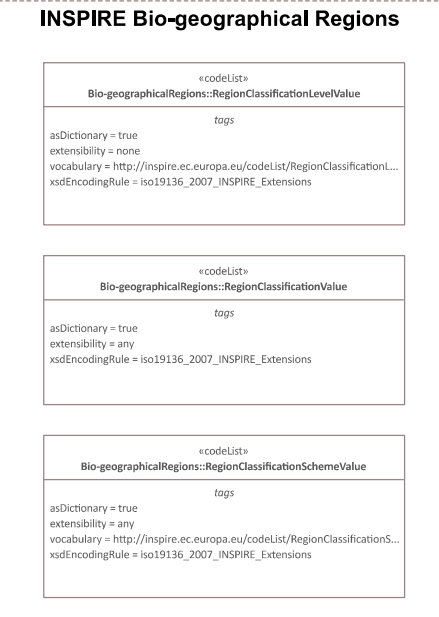 INSPIRE Bio-geographical Regions
«codeList»
Bio-geographicalRegions::RegionClassificationLevelValue
tags
asDictionary = true
extensibility = none
vocabulary = http://inspire.ec.europa.eu/codeList/RegionClassificationL...
xsdEncodingRule = iso19136_2007_INSPIRE_Extensions
«codeList»
Bio-geographicalRegions::RegionClassificationValue
tags
asDictionary = true
extensibility = any
xsdEncodingRule = iso19136_2007_INSPIRE_Extensions
«codeList»
Bio-geographicalRegions::RegionClassificationSchemeValue
tags
asDictionary = true
extensibility = any
vocabulary = http://inspire.ec.europa.eu/codeList/RegionClassificationS...
xsdEncodingRule = iso19136_2007_INSPIRE_Extensions